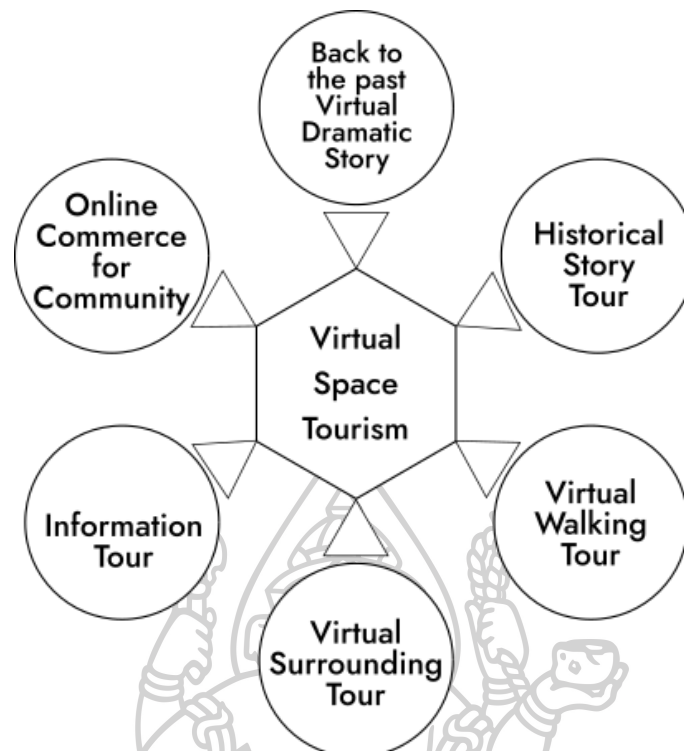 Back to
the past
Virtual
Dramatic
Story
Online
Commerce
for
Community
Historical
Story
Tour
Virtual
Space
Tourism
Information
Tour
Virtual
Walking
Tour
Virtual
Surrounding
Tour